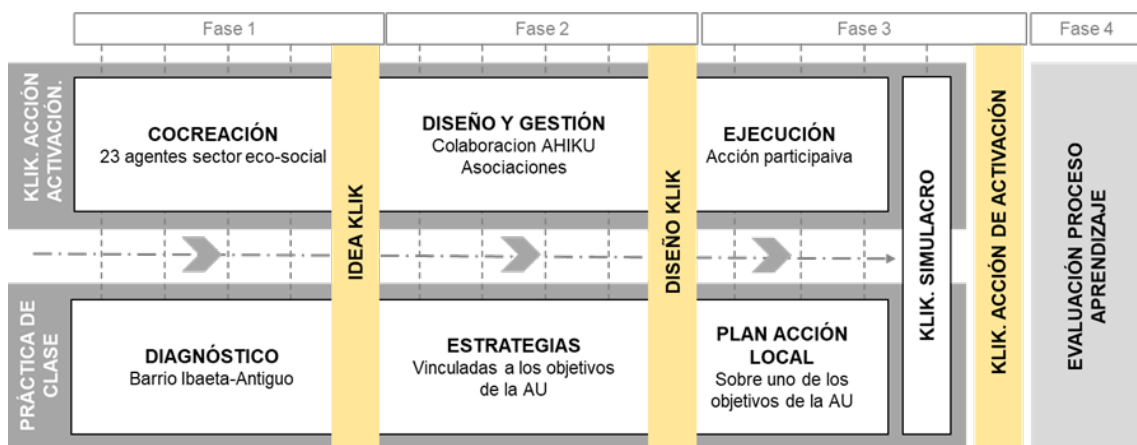 Fase 1
Fase 2
Fase 3
Fase 4
KLIK. ACCIÓN
ACTIVACIÓN.
COCREACIÓN
23 agentes sector eco-social
IDEA KLIK
DISEÑO Y GESTIÓN
Colaboracion AHIKU
Asociaciones
DISEÑO KLIK
EJECUCIÓN
Acción participaiva
KLIK. SIMULACRO
KLIK. ACCIÓN DE ACTIVACIÓN
EVALUACIÓN PROCESO
APRENDIZAJE
PRÁCTICA DE
CLASE
DIAGNÓSTICO
Barrio Ibaeta-Antiguo
ESTRATEGIAS
Vinculadas a los objetivos
de la AU
PLAN ACCIÓN
LOCAL
Sobre uno de los
objetivos de la AU